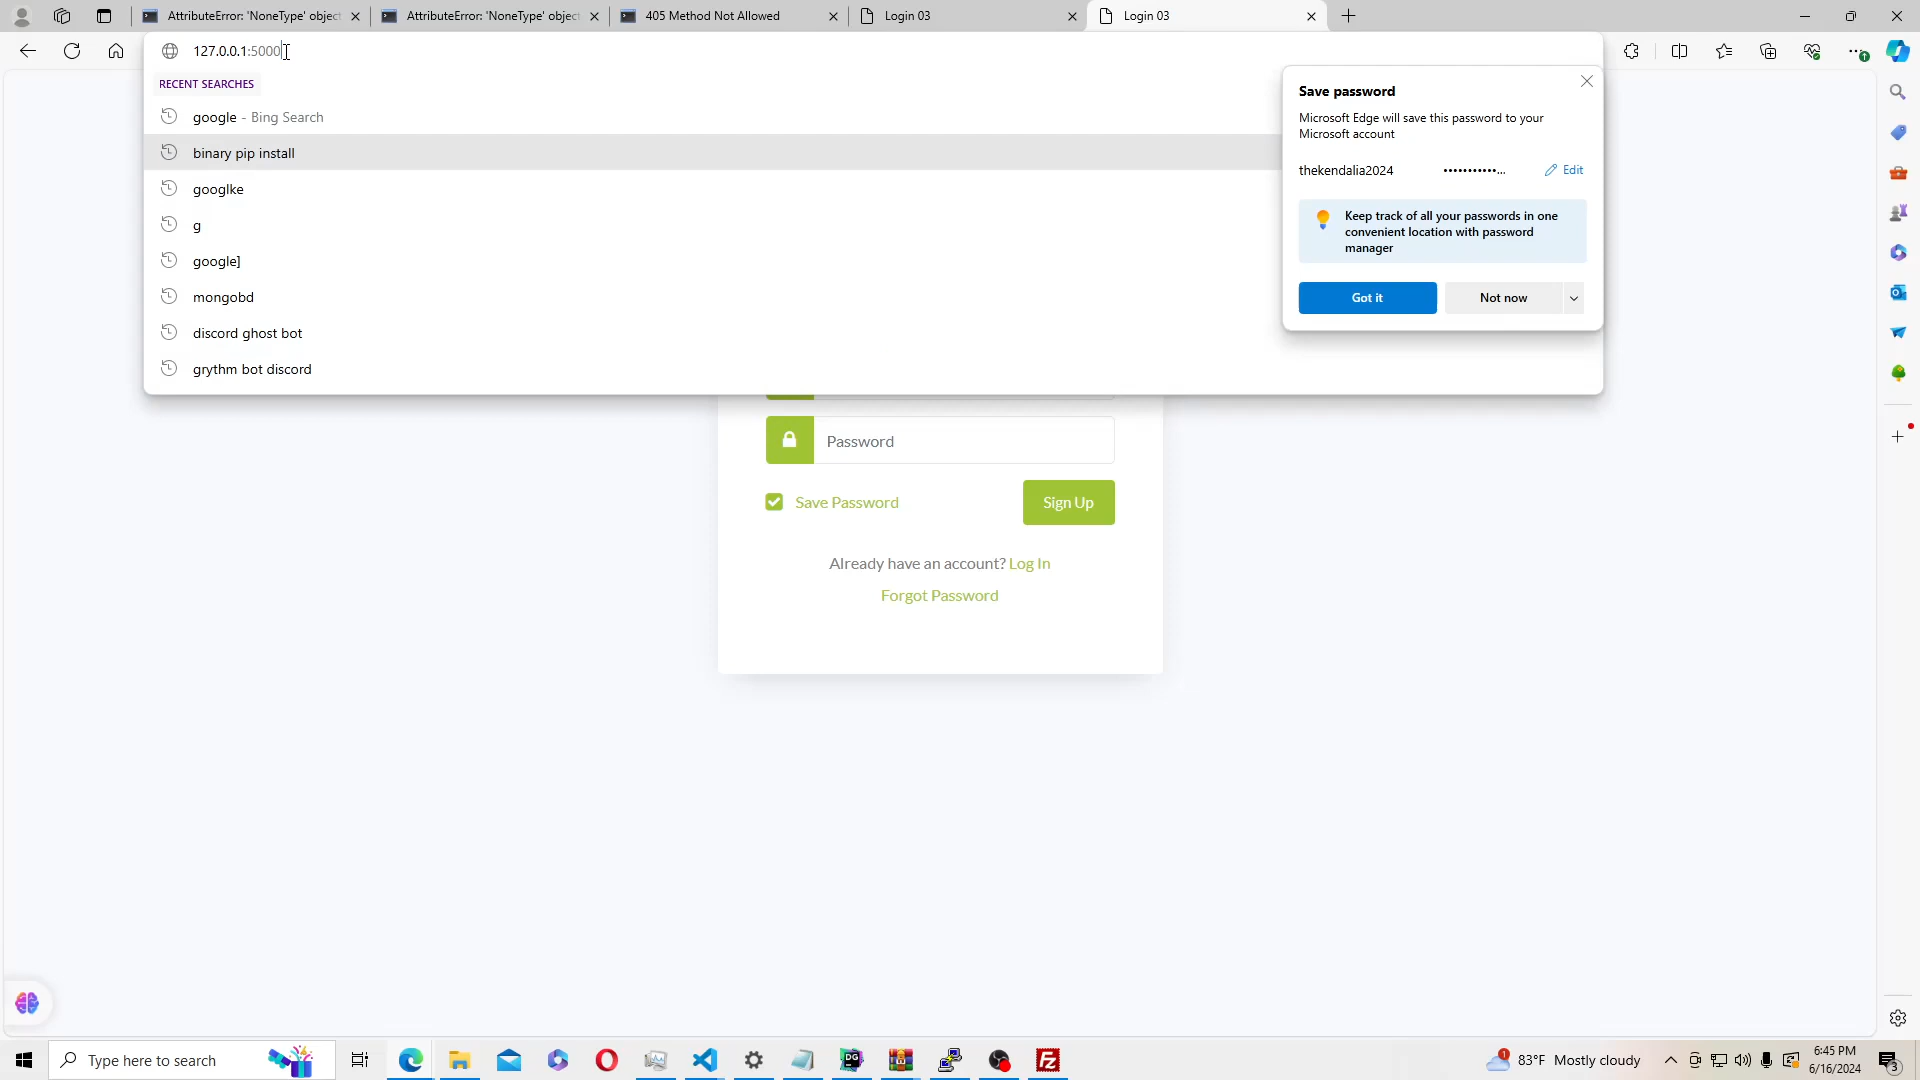 AttributeError: 'NoneType' object
AttributeError: 'NoneType' object
405 Method Not Allowed
Login 03
Login 03
127.0.0.1:5000
RECENT SEARCHES
google - Bing Search
binary pip install
googlke
g
google]
mongobd
discord ghost bot
grythm bot discord
Save password
Microsoft Edge will save this password to your
Microsoft account
thekendalia2024 ••••••••••••... Edit
Keep track of all your passwords in one
convenient location with password
manager
Got it
Not now
Password
Save Password
Sign Up
Already have an account? Log In
Forgot Password
Type here to search
DG
1
83°F Mostly cloudy
6:45 PM
6/16/2024
3